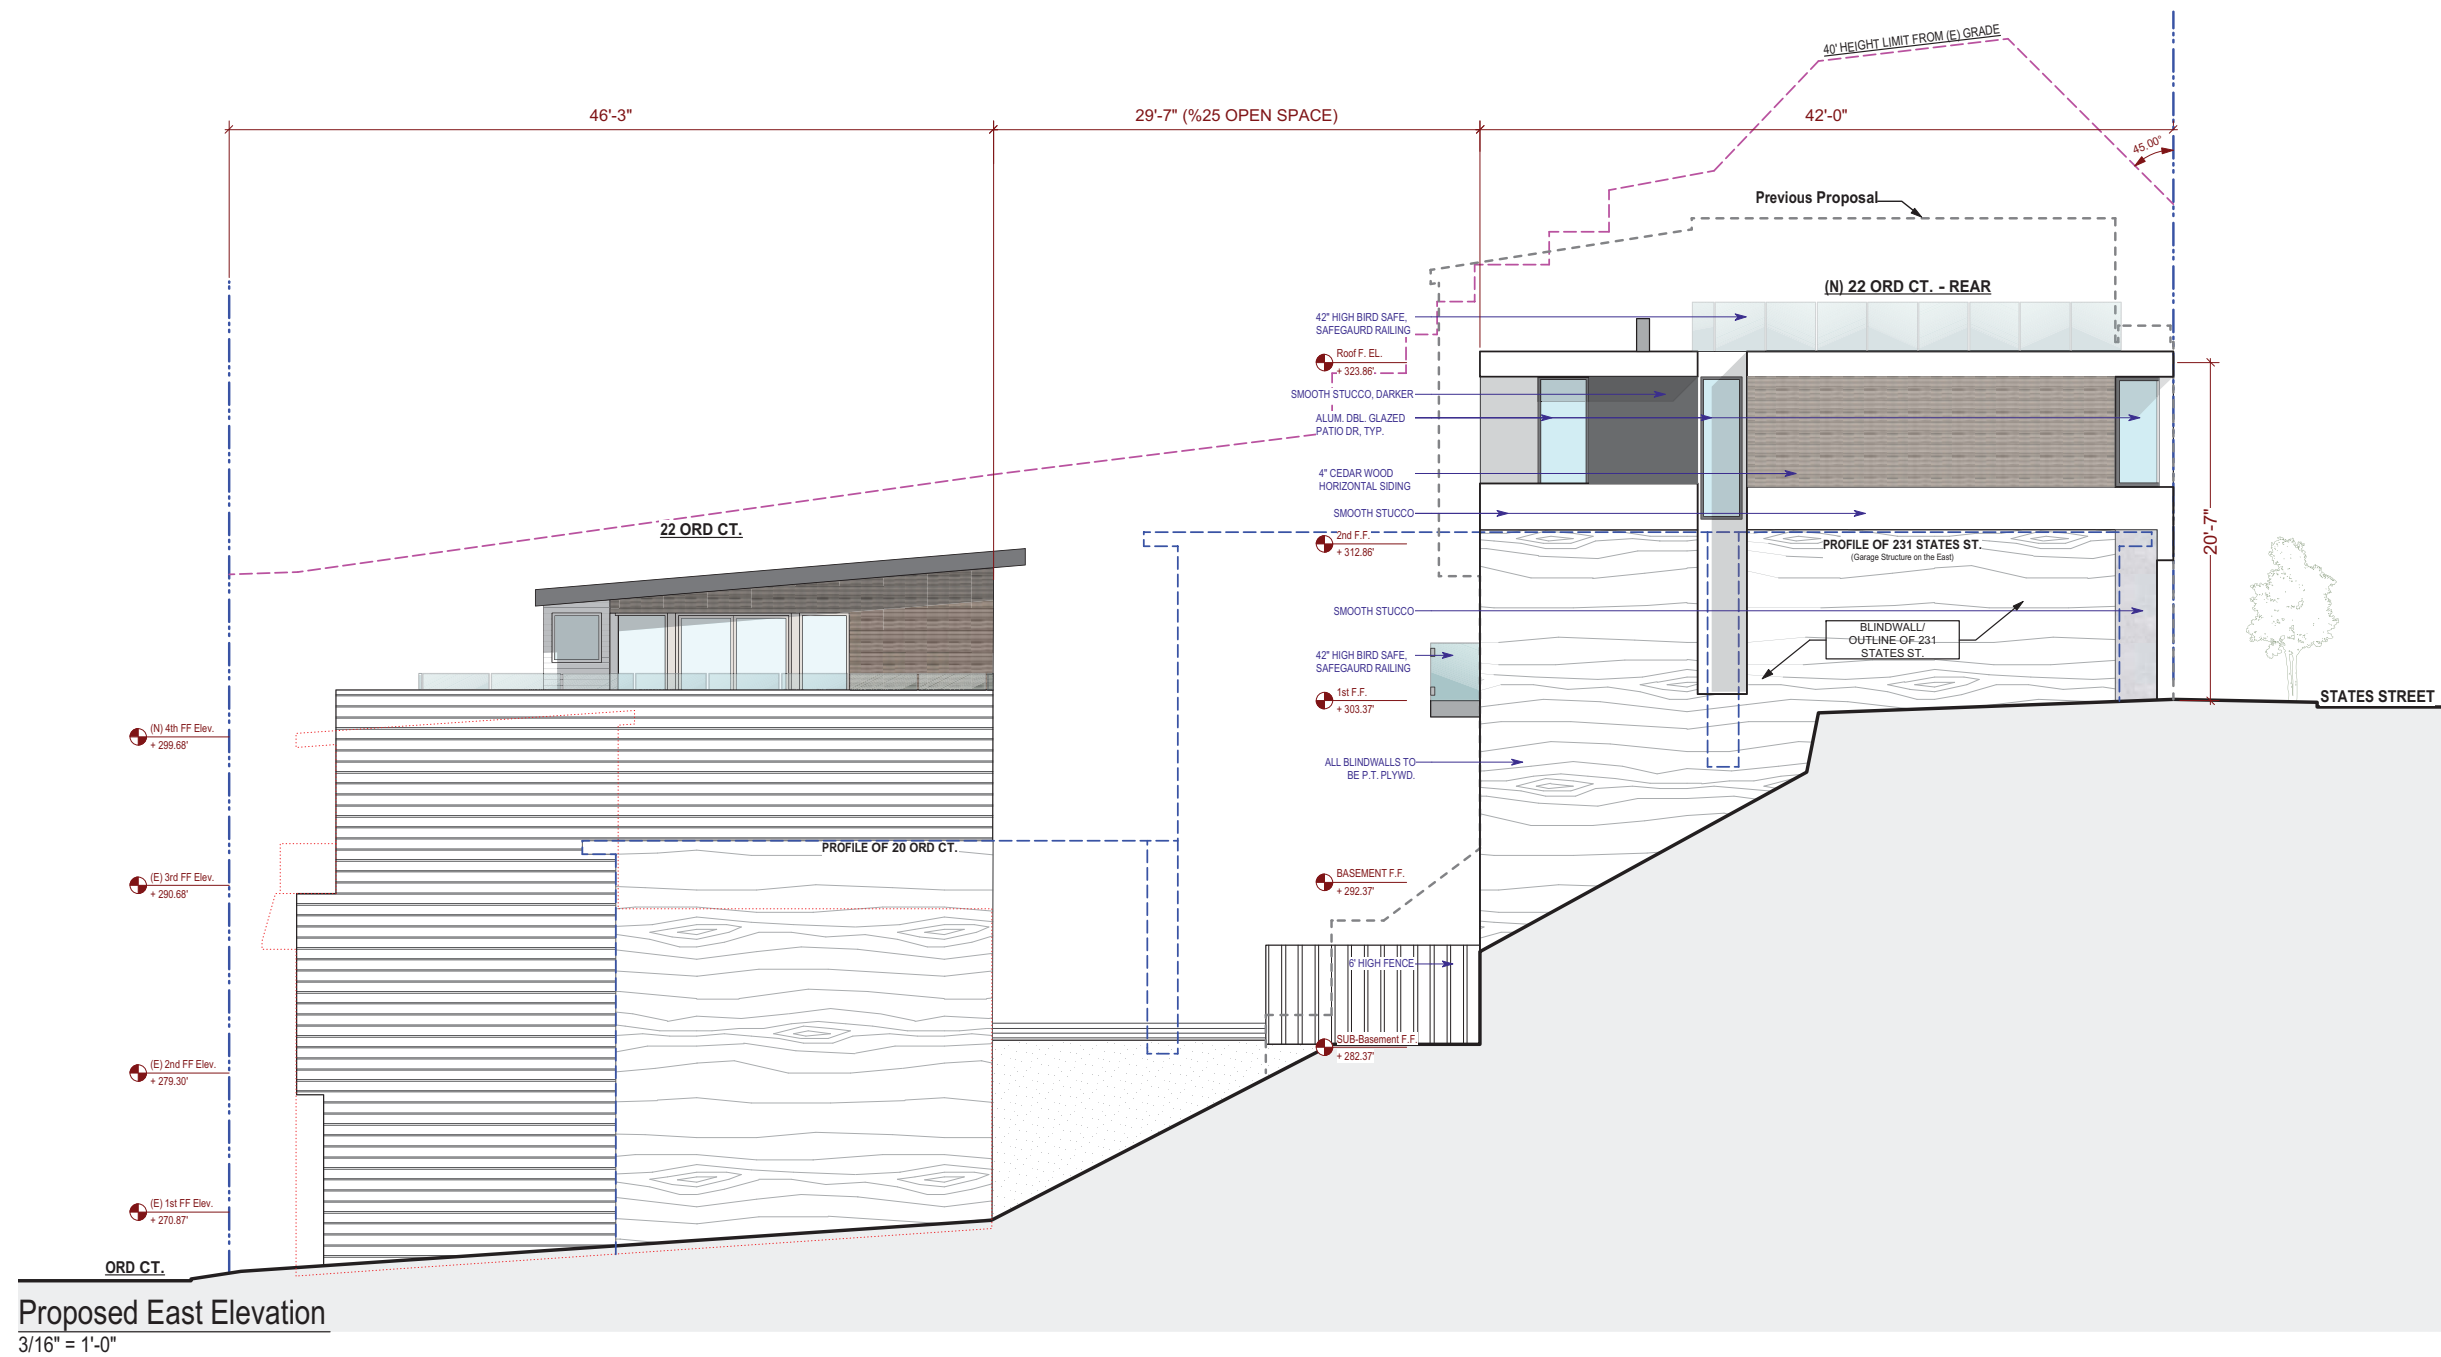 40' HEIGHT LIMIT FROM (E) GRADE
46'-3"
29'-7" (%25 OPEN SPACE)
42'-0"
45.00°
Previous Proposal
(N) 22 ORD CT. - REAR
42" HIGH BIRD SAFE,
SAFEGAURD RAILING
Roof F. EL.
+ 323.86'
SMOOTH STUCCO, DARKER
ALUM. DBL. GLAZED
PATIO DR, TYP.
4" CEDAR WOOD
HORIZONTAL SIDING
SMOOTH STUCCO
22 ORD CT.
2nd F.F.
+ 312.86'
PROFILE OF 231 STATES ST.
(Garage Structure on the East)
20'-7"
SMOOTH STUCCO
BLINDWALL/
OUTLINE OF 231
STATES ST.
42" HIGH BIRD SAFE,
SAFEGAURD RAILING
1st F.F.
+ 303.37'
STATES STREET
(N) 4th FF Elev.
+ 299.68'
ALL BLINDWALLS TO
BE P.T. PLYWD.
PROFILE OF 20 ORD CT.
(E) 3rd FF Elev.
+ 290.68'
BASEMENT F.F.
+ 292.37'
6' HIGH FENCE
SUB-Basement F.F.
+ 282.37'
(E) 2nd FF Elev.
+ 279.30'
(E) 1st FF Elev.
+ 270.87'
ORD CT.
Proposed East Elevation
3/16" = 1'-0"